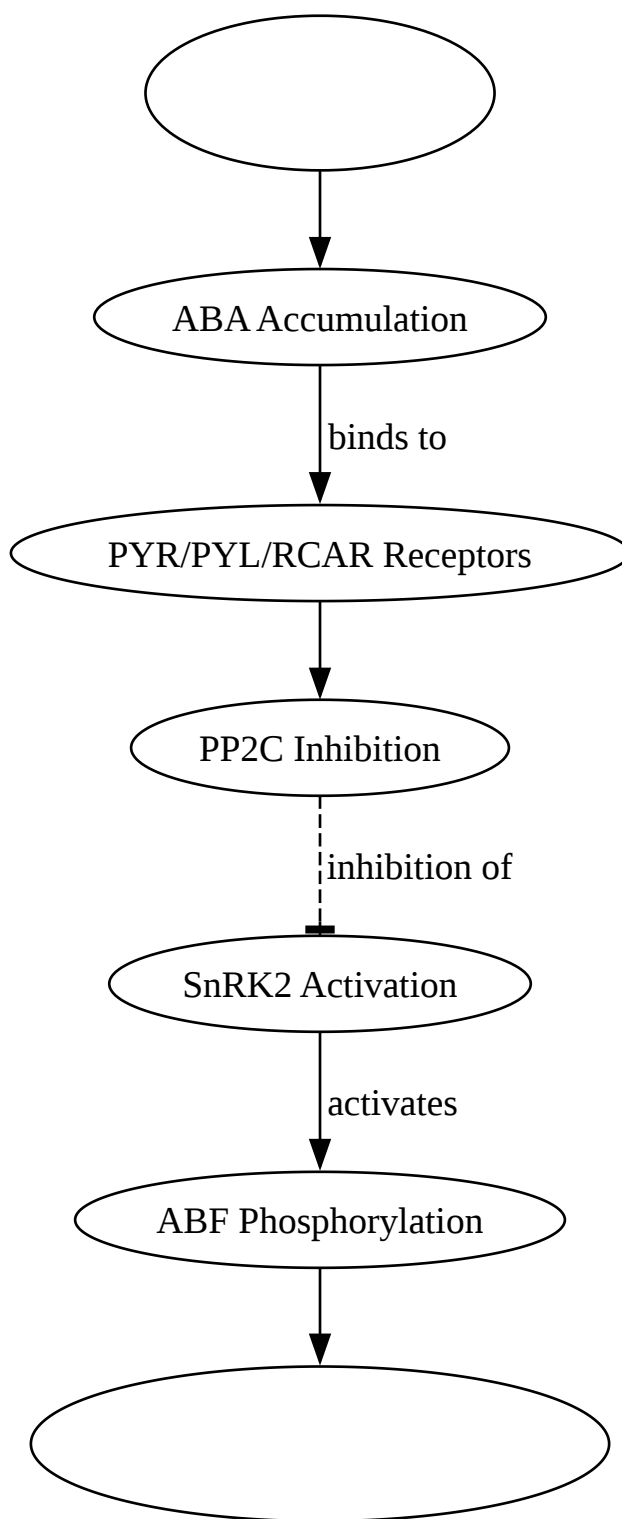 ABA Accumulation
binds to
PYR/PYL/RCAR Receptors
PP2C Inhibition
inhibition of
SnRK2 Activation
activates
ABF Phosphorylation